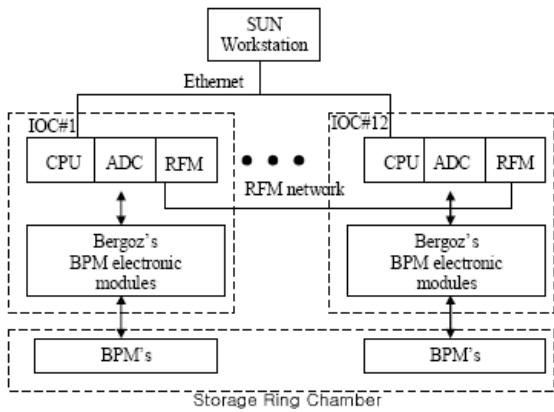 SUN
Workstation
Ethernet
IOC#1
IOC#12
CPU ADC RFM
CPU ADC RFM
RFM network
Bergoz's
BPM electronic
modules
Bergoz's
BPM electronic
modules
BPM's
BPM's
Storage Ring Chamber